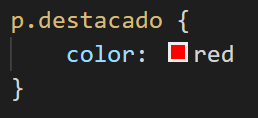 p.destacado {
    color: red
}